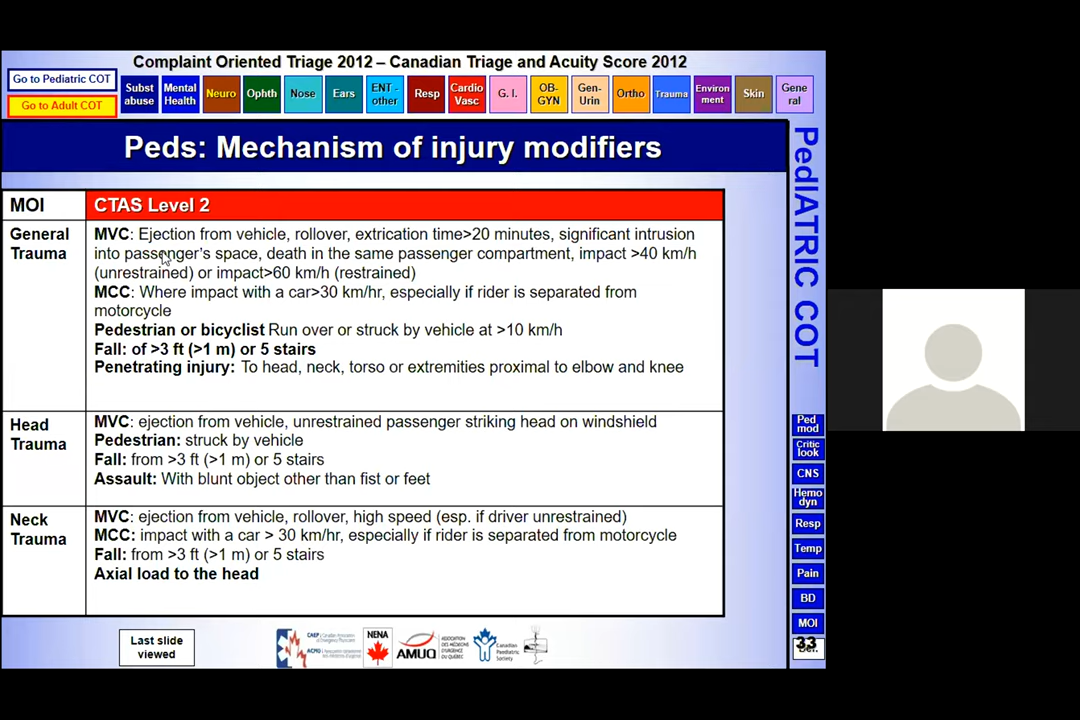 Complaint Oriented Triage 2012 – Canadian Triage and Acuity Score 2012
Go to Pediatric COT
Go to Adult COT
Subst abuse
Mental Health
Neuro
Ophth
Nose
Ears
ENT - other
Resp
Cardio Vasc
G. I.
OB-GYN
Gen-Urin
Ortho
Trauma
Environ ment
Skin
Gene ral
Peds: Mechanism of injury modifiers
PedIATRIC COT
MOI
CTAS Level 2
General Trauma
MVC: Ejection from vehicle, rollover, extrication time>20 minutes, significant intrusion
into passenger's space, death in the same passenger compartment, impact >40 km/h
(unrestrained) or impact>60 km/h (restrained)
MCC: Where impact with a car>30 km/hr, especially if rider is separated from
motorcycle
Pedestrian or bicyclist Run over or struck by vehicle at >10 km/h
Fall: of >3 ft (>1 m) or 5 stairs
Penetrating injury: To head, neck, torso or extremities proximal to elbow and knee
Head Trauma
MVC: ejection from vehicle, unrestrained passenger striking head on windshield
Pedestrian: struck by vehicle
Fall: from >3 ft (>1 m) or 5 stairs
Assault: With blunt object other than fist or feet
Neck Trauma
MVC: ejection from vehicle, rollover, high speed (esp. if driver unrestrained)
MCC: impact with a car > 30 km/hr, especially if rider is separated from motorcycle
Fall: from >3 ft (>1 m) or 5 stairs
Axial load to the head
Ped mod
Critic look
CNS
Hemo dyn
Resp
Temp
Pain
BD
MOI
33
Last slide viewed
CAEP
ACMU
NENA
AMUQ
Canadian
Paediatric
Society